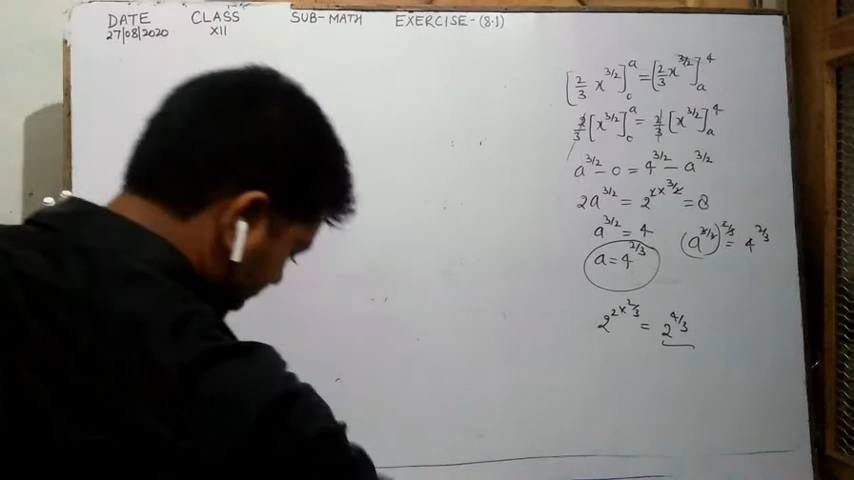 DATE CLASS SUB-MATH EXERCISE-(8.1)
27/08/2020 XII
[2/3 x^3/2]_0^a = [2/3 x^3/2]_a^4
2/3 [x^3/2]_0^a = 2/3 [x^3/2]_a^4
a^3/2 - 0 = 4^3/2 - a^3/2
2a^3/2 = 2^2×3/2 = 8
a^3/2 = 4 (a^3/2)^2/3 = 4^2/3
a = 4^2/3
2^2×2/3 = 2^4/3